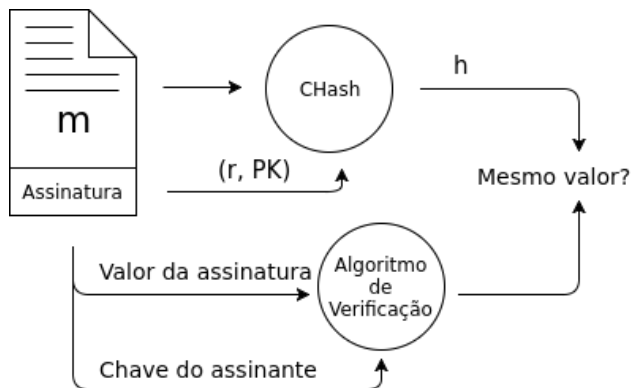 m
Assinatura
CHash
h
(r, PK)
Mesmo valor?
Valor da assinatura
Algoritmo
de
Verificação
Chave do assinante